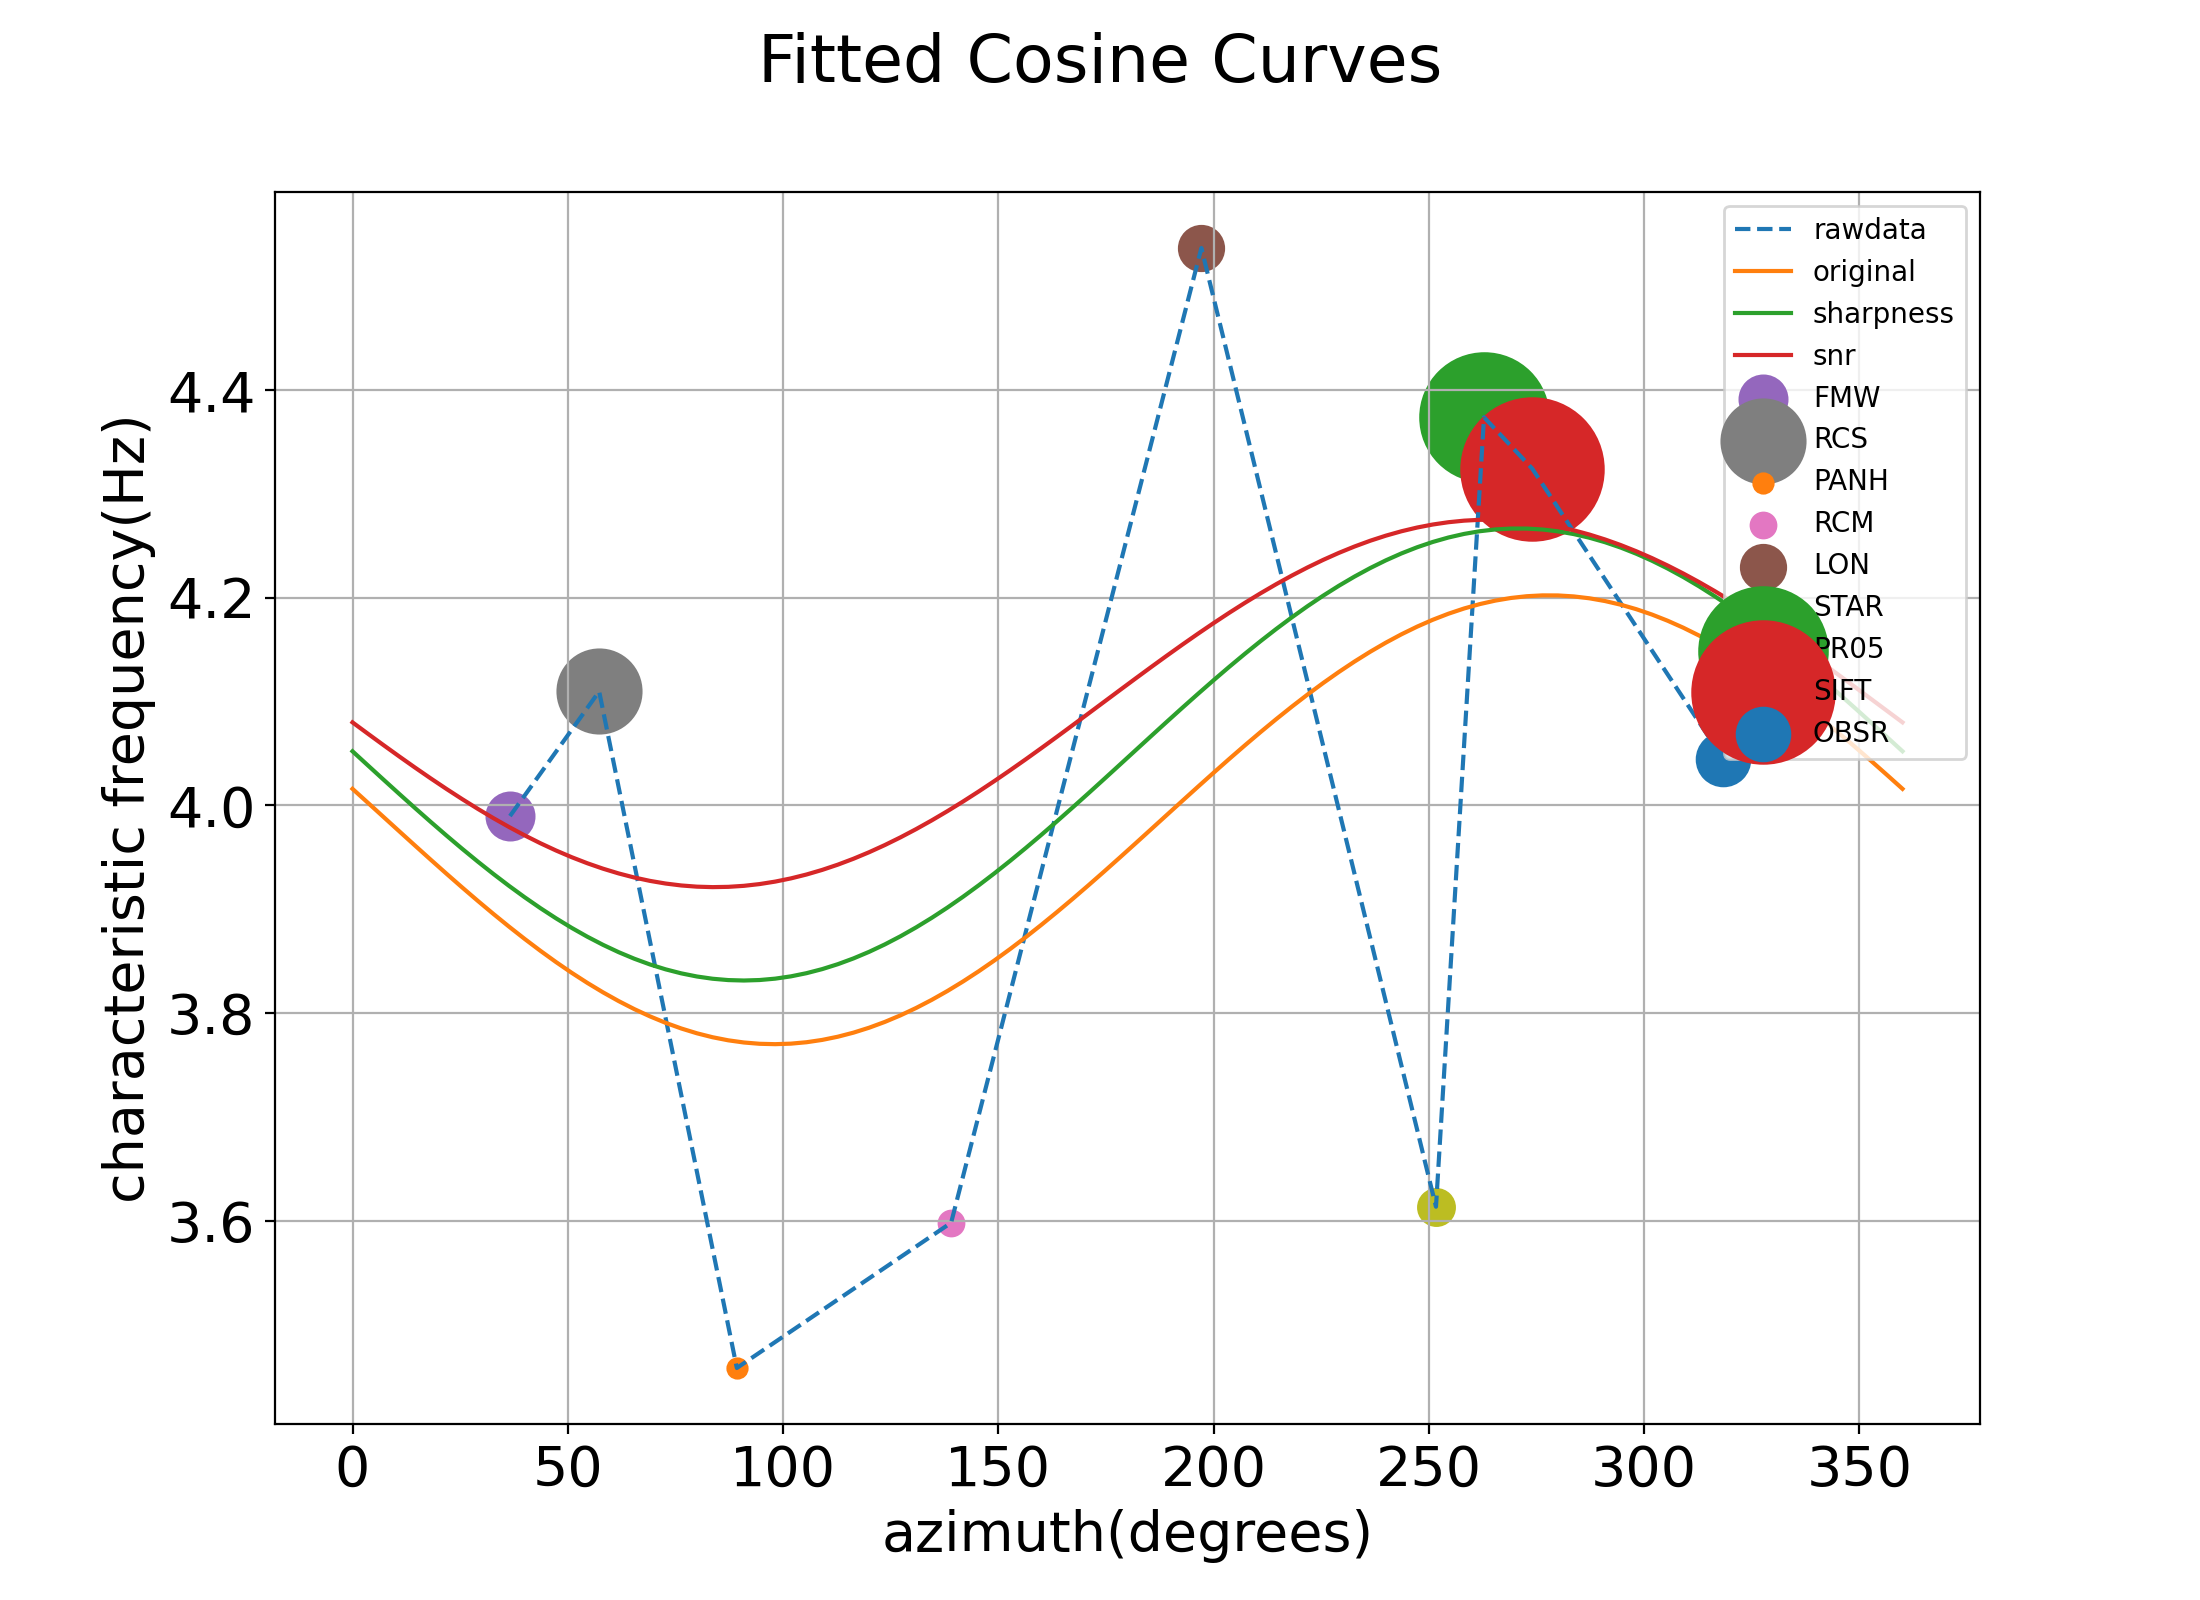 Fitted Cosine Curves
rawdata
original
sharpness
snr
FMW
RCS
PANH
RCM
LON
STAR
PR05
SIFT
OBSR
characteristic frequency(Hz)
4.4
4.2
4.0
3.8
3.6
0 50 100 150 200 250 300 350
azimuth(degrees)